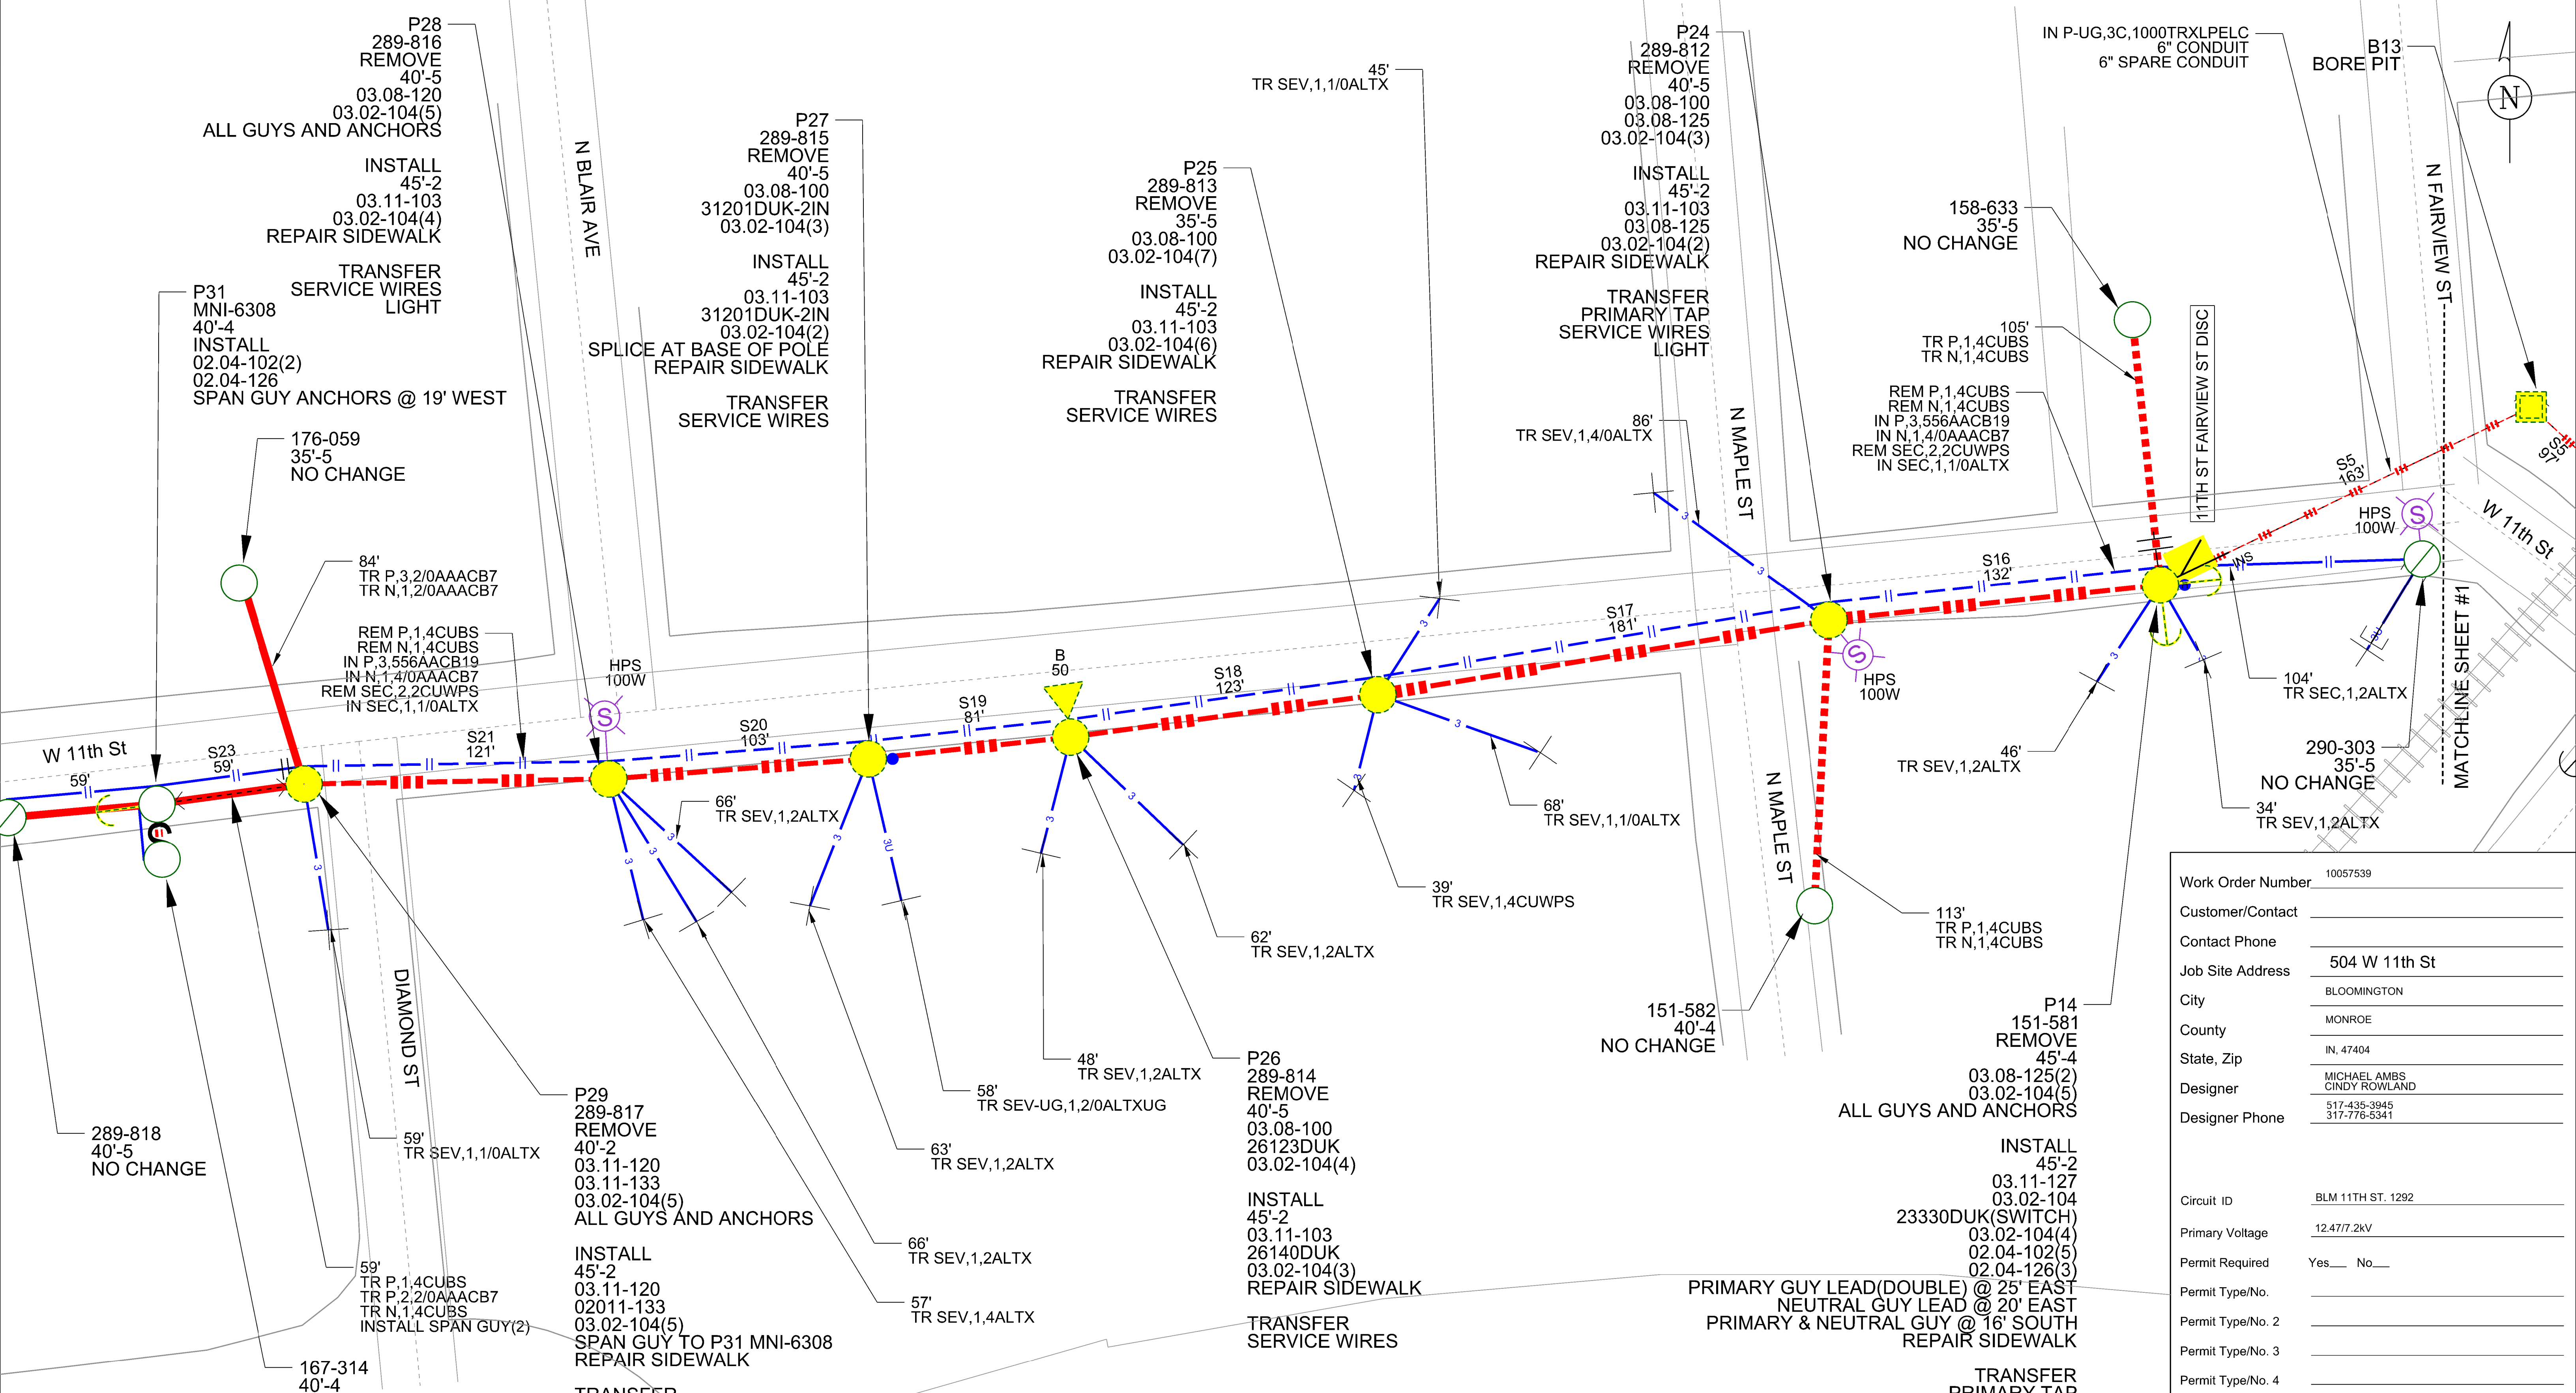 P28
289-816
REMOVE
40'-5
03.08-120
03.02-104(5)
ALL GUYS AND ANCHORS
INSTALL
45'-2
03.11-103
03.02-104(4)
REPAIR SIDEWALK
TRANSFER
SERVICE WIRES
LIGHT
P31
MNI-6308
40'-4
INSTALL
02.04-102(2)
02.04-126
SPAN GUY ANCHORS @ 19' WEST
176-059
35'-5
NO CHANGE
84'
TR P,3,2/0AAACB7
TR N,1,2/0AAACB7
REM P,1,4CUBS
REM N,1,4CUBS
IN P,3,556AACB19
IN N,1,4/0AAACB7
REM SEC,2,2CUWPS
IN SEC,1,1/0ALTX
N BLAIR AVE
P27
289-815
REMOVE
40'-5
03.08-100
31201DUK-2IN
03.02-104(3)
INSTALL
45'-2
03.11-103
31201DUK-2IN
03.02-104(2)
SPLICE AT BASE OF POLE
REPAIR SIDEWALK
TRANSFER
SERVICE WIRES
45'
TR SEV,1,1/0ALTX
P25
289-813
REMOVE
35'-5
03.08-100
03.02-104(7)
INSTALL
45'-2
03.11-103
03.02-104(6)
REPAIR SIDEWALK
TRANSFER
SERVICE WIRES
P24
289-812
REMOVE
40'-5
03.08-100
03.08-125
03.02-104(3)
INSTALL
45'-2
03.11-103
03.08-125
03.02-104(2)
REPAIR SIDEWALK
TRANSFER
PRIMARY TAP
SERVICE WIRES
LIGHT
86'
TR SEV,1,4/0ALTX
N MAPLE ST
IN P-UG,3C,1000TRXLPELC
6" CONDUIT
6" SPARE CONDUIT
B13
BORE PIT
N
158-633
35'-5
NO CHANGE
105'
TR P,1,4CUBS
TR N,1,4CUBS
REM P,1,4CUBS
REM N,1,4CUBS
IN P,3,556AACB19
IN N,1,4/0AAACB7
REM SEC,2,2CUWPS
IN SEC,1,1/0ALTX
11TH ST FAIRVIEW ST DISC
N FAIRVIEW ST
S5
163'
S15
97'
HPS
100W
S
W 11th St
NS
MATCHLINE SHEET #1
W 11th St
59'
S23
59'
S21
121'
HPS
100W
S
S20
103'
S19
81'
B
50
S18
123'
S17
181'
S16
132'
S
HPS
100W
3
3
3
3
3
3
3U
3
3
3
3
3
3
3
3
3
3U
66'
TR SEV,1,2ALTX
68'
TR SEV,1,1/0ALTX
39'
TR SEV,1,4CUWPS
62'
TR SEV,1,2ALTX
N MAPLE ST
113'
TR P,1,4CUBS
TR N,1,4CUBS
46'
TR SEV,1,2ALTX
104'
TR SEC,1,2ALTX
290-303
35'-5
NO CHANGE
34'
TR SEV,1,2ALTX
151-582
40'-4
NO CHANGE
DIAMOND ST
289-818
40'-5
NO CHANGE
59'
TR SEV,1,1/0ALTX
59'
TR P,1,4CUBS
TR P,2,2/0AAACB7
TR N,1,4CUBS
INSTALL SPAN GUY(2)
167-314
40'-4
P29
289-817
REMOVE
40'-2
03.11-120
03.11-133
03.02-104(5)
ALL GUYS AND ANCHORS
INSTALL
45'-2
03.11-120
02011-133
03.02-104(5)
SPAN GUY TO P31 MNI-6308
REPAIR SIDEWALK
TRANSFER
48'
TR SEV,1,2ALTX
58'
TR SEV-UG,1,2/0ALTXUG
63'
TR SEV,1,2ALTX
66'
TR SEV,1,2ALTX
57'
TR SEV,1,4ALTX
P26
289-814
REMOVE
40'-5
03.08-100
26123DUK
03.02-104(4)
INSTALL
45'-2
03.11-103
26140DUK
03.02-104(3)
REPAIR SIDEWALK
TRANSFER
SERVICE WIRES
P14
151-581
REMOVE
45'-4
03.08-125(2)
03.02-104(5)
ALL GUYS AND ANCHORS
INSTALL
45'-2
03.11-127
03.02-104
23330DUK(SWITCH)
03.02-104(4)
02.04-102(5)
02.04-126(3)
PRIMARY GUY LEAD(DOUBLE) @ 25' EAST
NEUTRAL GUY LEAD @ 20' EAST
PRIMARY & NEUTRAL GUY @ 16' SOUTH
REPAIR SIDEWALK
TRANSFER
PRIMARY TAP
Work Order Number 10057539
Customer/Contact
Contact Phone
Job Site Address 504 W 11th St
City BLOOMINGTON
County MONROE
State, Zip IN, 47404
Designer MICHAEL AMBS
CINDY ROWLAND
Designer Phone 517-435-3945
317-776-5341
Circuit ID BLM 11TH ST. 1292
Primary Voltage 12.47/7.2kV
Permit Required Yes__ No__
Permit Type/No.
Permit Type/No. 2
Permit Type/No. 3
Permit Type/No. 4